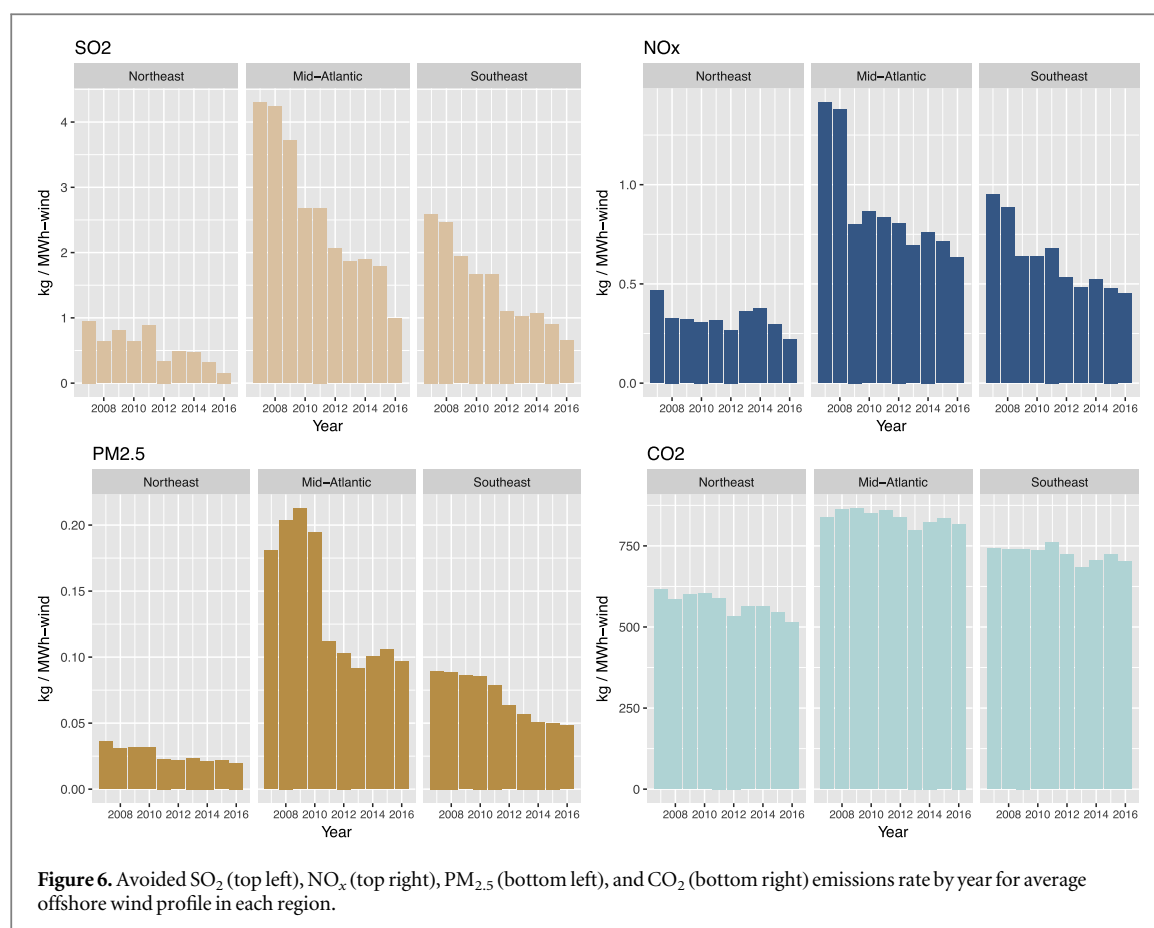 SO2
Northeast Mid-Atlantic Southeast
4
3
2
1
0
kg / MWh-wind
2008 2010 2012 2014 2016 2008 2010 2012 2014 2016 2008 2010 2012 2014 2016
Year
NOx
Northeast Mid-Atlantic Southeast
1.0
0.5
0.0
kg / MWh-wind
2008 2010 2012 2014 2016 2008 2010 2012 2014 2016 2008 2010 2012 2014 2016
Year
PM2.5
Northeast Mid-Atlantic Southeast
0.20
0.15
0.10
0.05
0.00
kg / MWh-wind
2008 2010 2012 2014 2016 2008 2010 2012 2014 2016 2008 2010 2012 2014 2016
Year
CO2
Northeast Mid-Atlantic Southeast
750
500
250
0
kg / MWh-wind
2008 2010 2012 2014 2016 2008 2010 2012 2014 2016 2008 2010 2012 2014 2016
Year
Figure 6. Avoided SO₂ (top left), NOₓ (top right), PM₂.₅ (bottom left), and CO₂ (bottom right) emissions rate by year for average
offshore wind profile in each region.